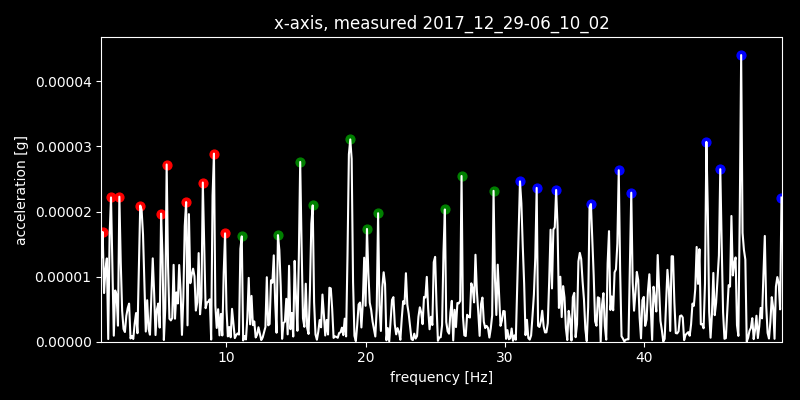 x-axis, measured 2017_12_29-06_10_02
acceleration [g]
0.00004
0.00003
0.00002
0.00001
0.00000
10 20 30 40
frequency [Hz]